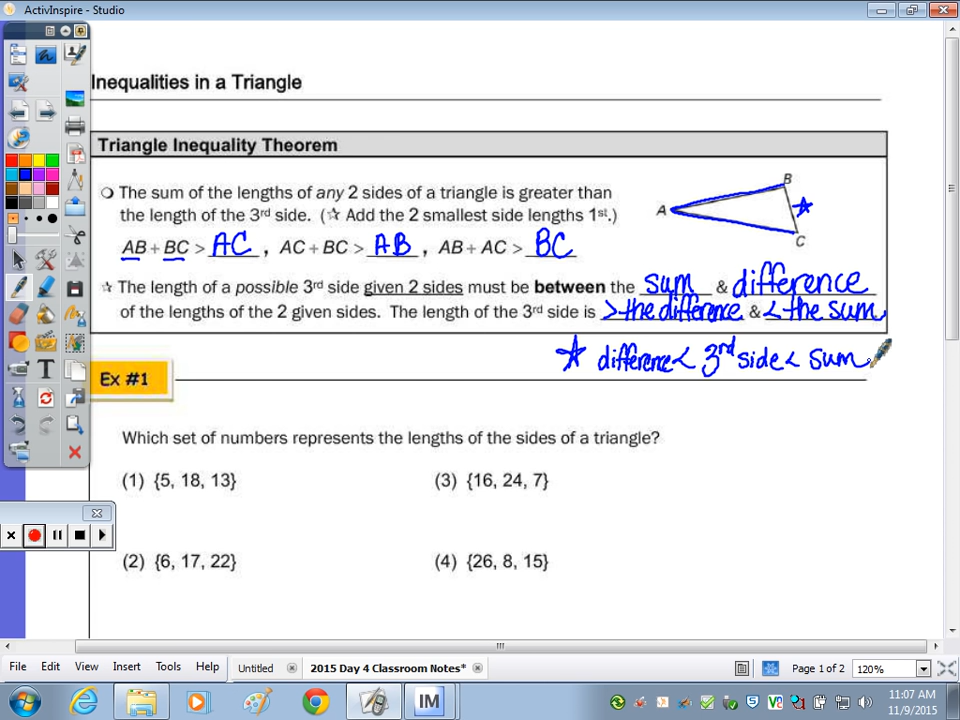 ActivInspire - Studio
Inequalities in a Triangle
Triangle Inequality Theorem
The sum of the lengths of any 2 sides of a triangle is greater than
the length of the 3rd side. (☆ Add the 2 smallest side lengths 1st.)
AB + BC > AC , AC + BC > AB , AB + AC > BC
A
B
C
☆ The length of a possible 3rd side given 2 sides must be between the sum & difference
of the lengths of the 2 given sides. The length of the 3rd side is > the difference & < the sum
★ difference < 3rd side < sum
Ex #1
Which set of numbers represents the lengths of the sides of a triangle?
(1) {5, 18, 13} (3) {16, 24, 7}
(2) {6, 17, 22} (4) {26, 8, 15}
File Edit View Insert Tools Help Untitled 2015 Day 4 Classroom Notes* Page 1 of 2 120%
IM
11:07 AM
11/9/2015